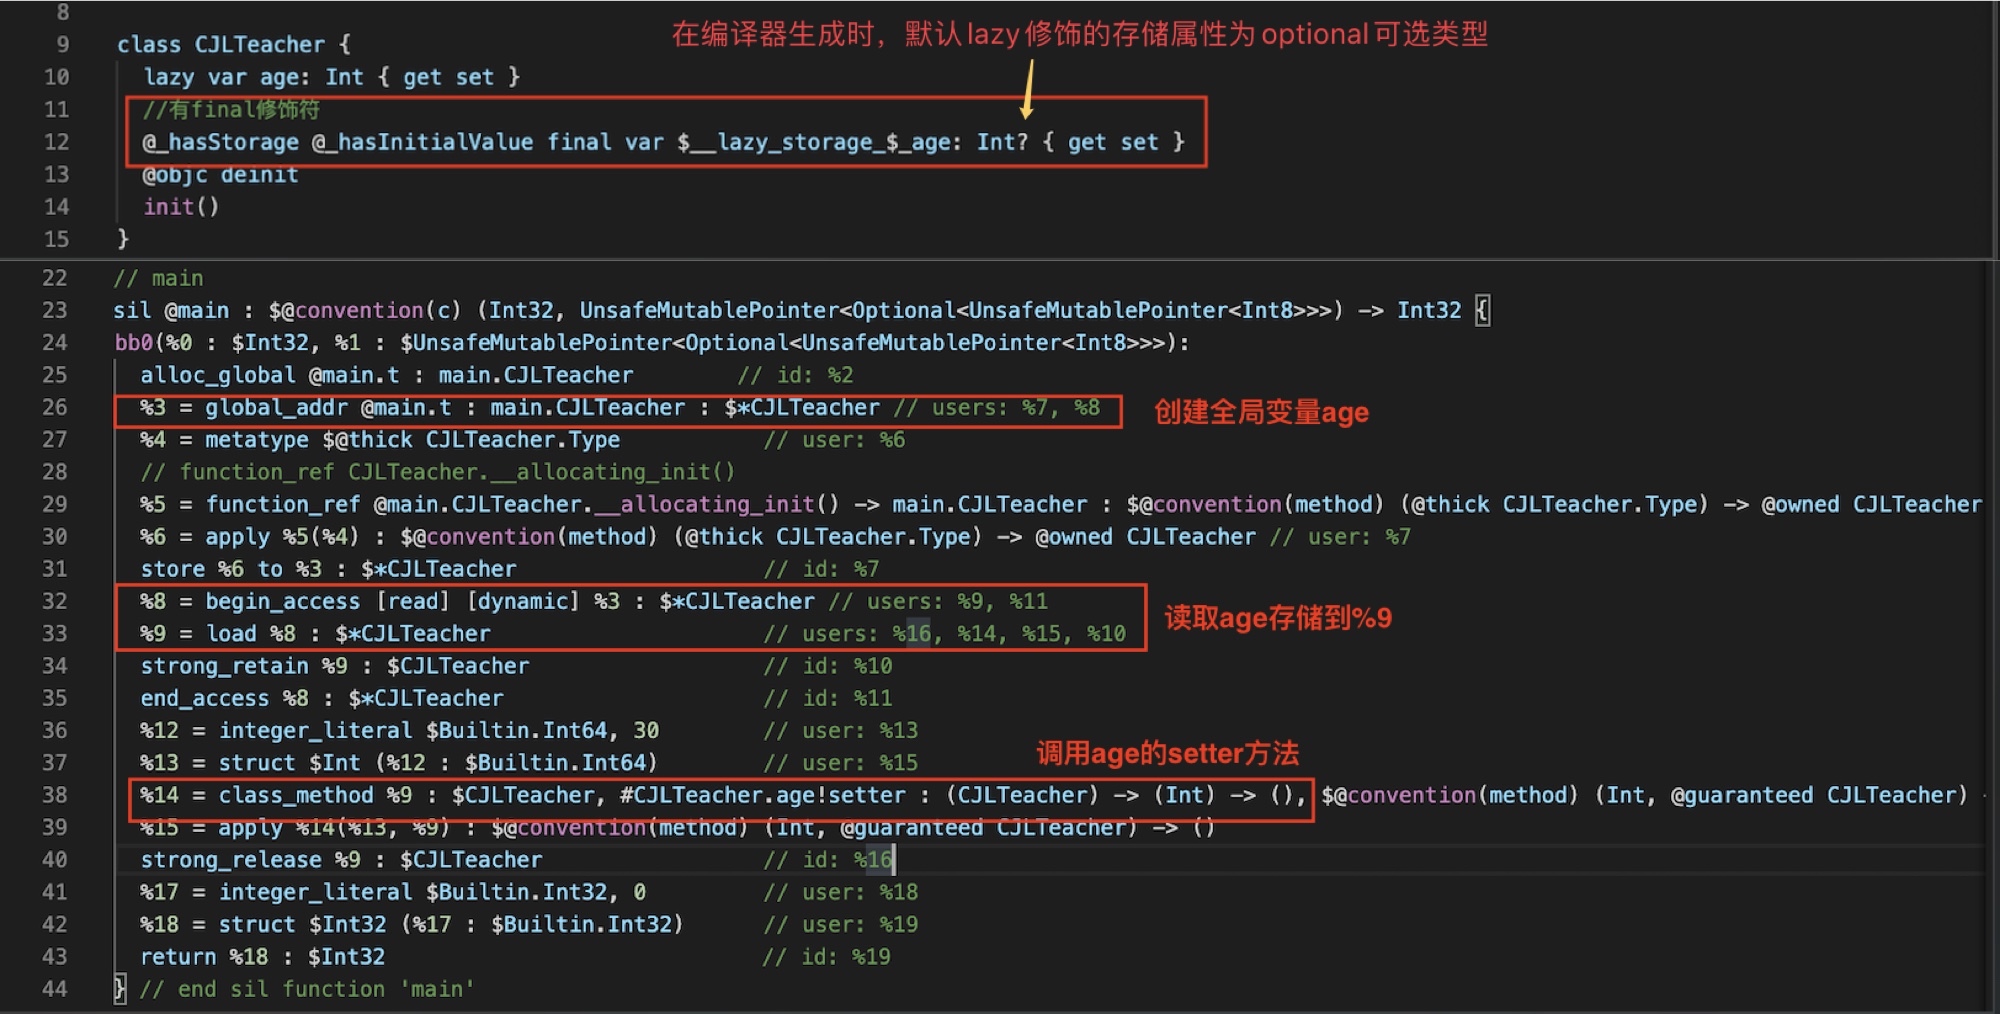 8
9 class CJLTeacher {
在编译器生成时，默认lazy修饰的存储属性为optional可选类型
10 lazy var age: Int { get set }
11 //有final修饰符
12 @_hasStorage @_hasInitialValue final var $__lazy_storage_$_age: Int? { get set }
13 @objc deinit
14 init()
15 }
22 // main
23 sil @main : $@convention(c) (Int32, UnsafeMutablePointer<Optional<UnsafeMutablePointer<Int8>>>) -> Int32 {
24 bb0(%0 : $Int32, %1 : $UnsafeMutablePointer<Optional<UnsafeMutablePointer<Int8>>>):
25 alloc_global @main.t : main.CJLTeacher // id: %2
26 %3 = global_addr @main.t : main.CJLTeacher : $*CJLTeacher // users: %7, %8 创建全局变量age
27 %4 = metatype $@thick CJLTeacher.Type // user: %6
28 // function_ref CJLTeacher.__allocating_init()
29 %5 = function_ref @main.CJLTeacher.__allocating_init() -> main.CJLTeacher : $@convention(method) (@thick CJLTeacher.Type) -> @owned CJLTeacher
30 %6 = apply %5(%4) : $@convention(method) (@thick CJLTeacher.Type) -> @owned CJLTeacher // user: %7
31 store %6 to %3 : $*CJLTeacher // id: %7
32 %8 = begin_access [read] [dynamic] %3 : $*CJLTeacher // users: %9, %11
读取age存储到%9
33 %9 = load %8 : $*CJLTeacher // users: %16, %14, %15, %10
34 strong_retain %9 : $CJLTeacher // id: %10
35 end_access %8 : $*CJLTeacher // id: %11
36 %12 = integer_literal $Builtin.Int64, 30 // user: %13
调用age的setter方法
37 %13 = struct $Int (%12 : $Builtin.Int64) // user: %15
38 %14 = class_method %9 : $CJLTeacher, #CJLTeacher.age!setter : (CJLTeacher) -> (Int) -> (), $@convention(method) (Int, @guaranteed CJLTeacher) -
39 %15 = apply %14(%13, %9) : $@convention(method) (Int, @guaranteed CJLTeacher) -> ()
40 strong_release %9 : $CJLTeacher // id: %16
41 %17 = integer_literal $Builtin.Int32, 0 // user: %18
42 %18 = struct $Int32 (%17 : $Builtin.Int32) // user: %19
43 return %18 : $Int32 // id: %19
44 } // end sil function 'main'